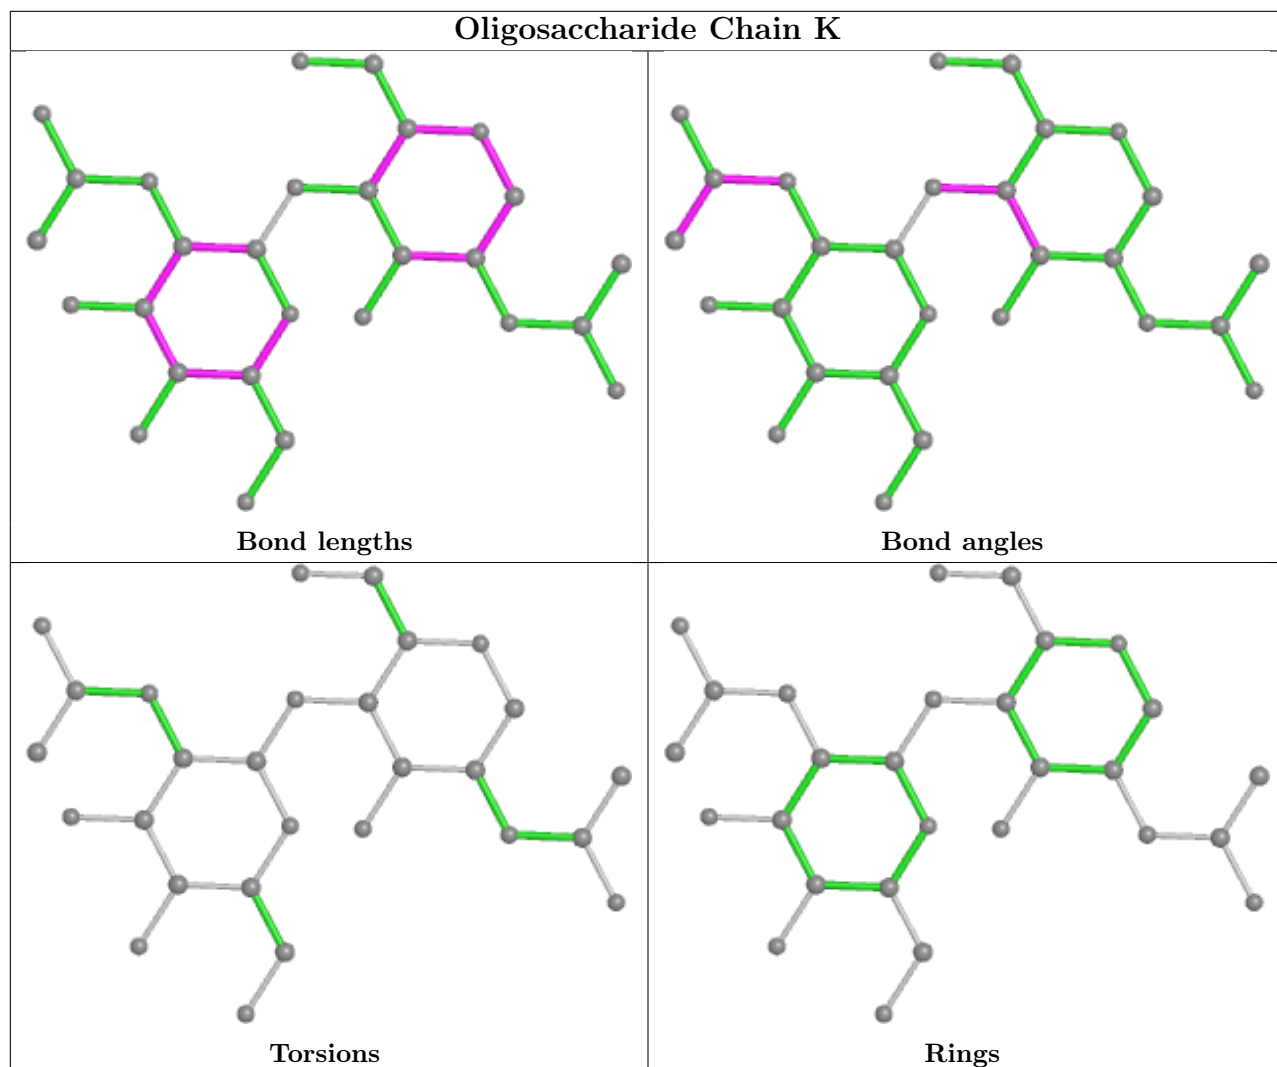 Oligosaccharide Chain K
Bond lengths
Bond angles
Torsions
Rings